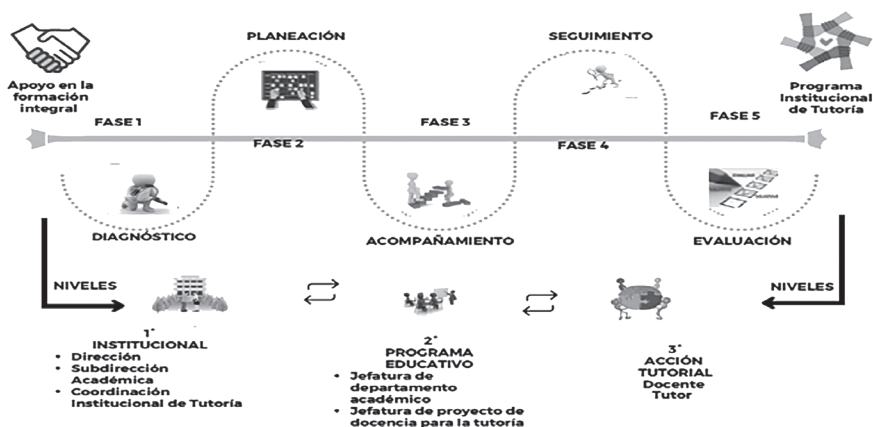 PLANEACIÓN
SEGUIMIENTO
Apoyo en la
formación
integral
Programa
Institucional
de Tutoría
FASE 1
FASE 2
FASE 3
FASE 4
FASE 5
DIAGNÓSTICO
ACOMPAÑAMIENTO
EVALUACIÓN
NIVELES
NIVELES
1°
INSTITUCIONAL
• Dirección
• Subdirección
Académica
• Coordinación
Institucional de Tutoría
2°
PROGRAMA
EDUCATIVO
• Jefatura de
departamento
académico
• Jefatura de proyecto de
docencia para la tutoría
3°
ACCIÓN
TUTORIAL
Docente
Tutor